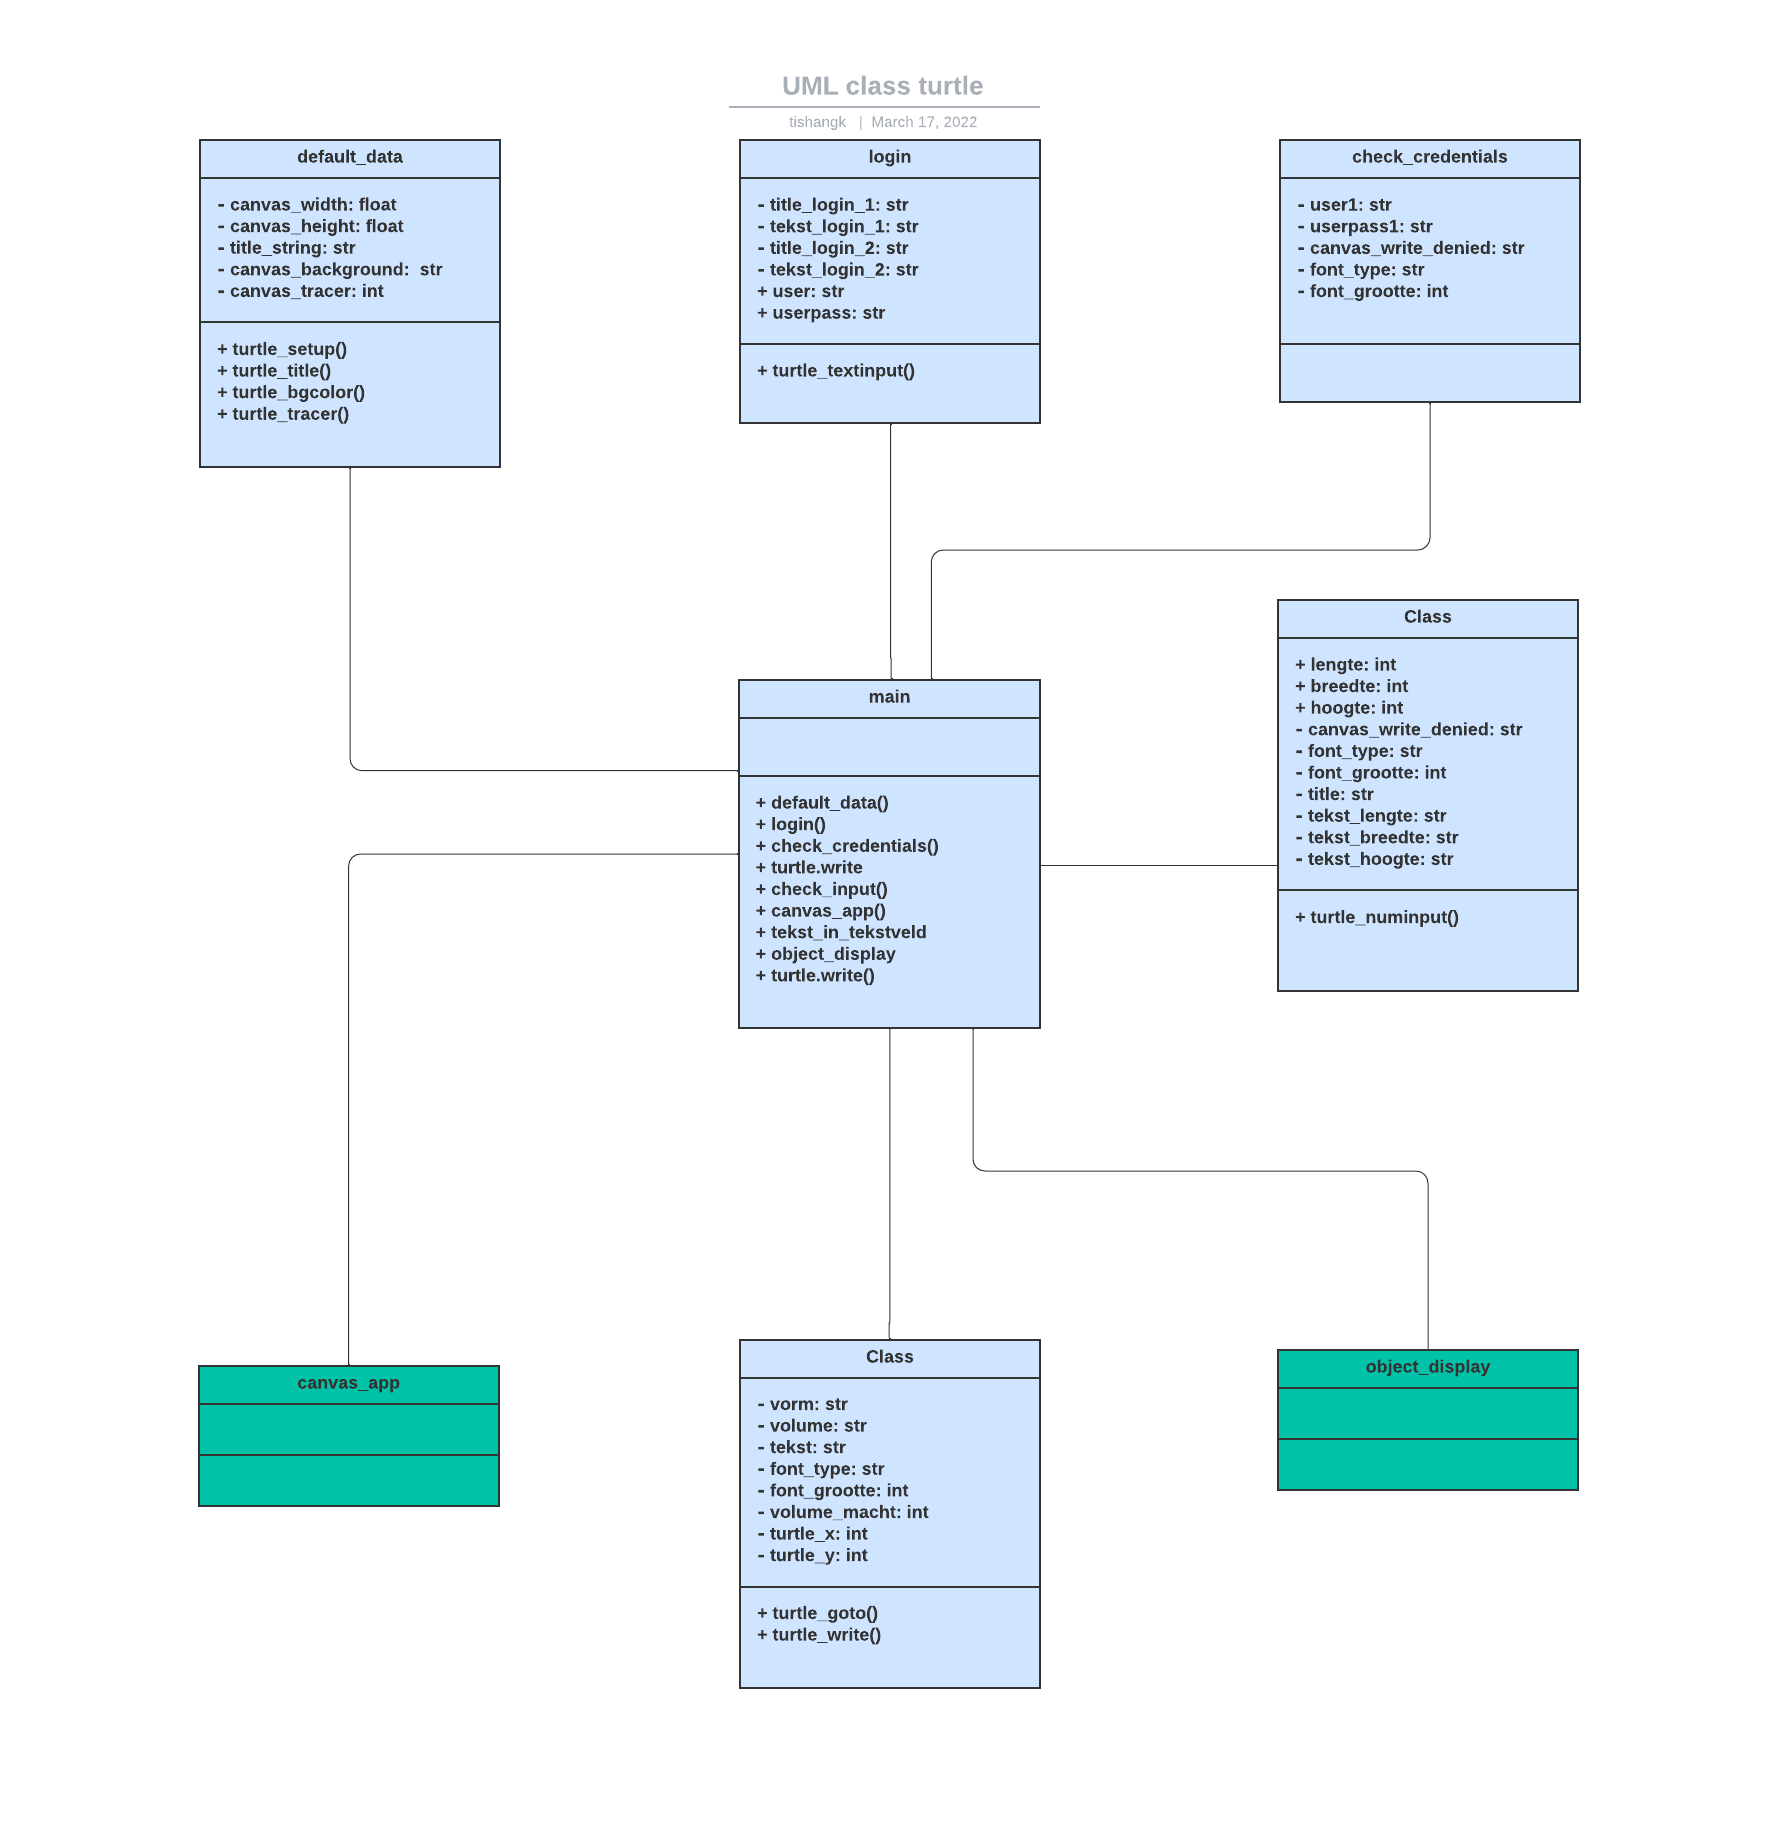 UML class turtle
tishangk | March 17, 2022
default_data
- canvas_width: float
- canvas_height: float
- title_string: str
- canvas_background:  str
- canvas_tracer: int
+ turtle_setup()
+ turtle_title()
+ turtle_bgcolor()
+ turtle_tracer()
login
- title_login_1: str
- tekst_login_1: str
- title_login_2: str
- tekst_login_2: str
+ user: str
+ userpass: str
+ turtle_textinput()
check_credentials
- user1: str
- userpass1: str
- canvas_write_denied: str
- font_type: str
- font_grootte: int
Class
+ lengte: int
+ breedte: int
+ hoogte: int
- canvas_write_denied: str
- font_type: str
- font_grootte: int
- title: str
- tekst_lengte: str
- tekst_breedte: str
- tekst_hoogte: str
+ turtle_numinput()
main
+ default_data()
+ login()
+ check_credentials()
+ turtle.write
+ check_input()
+ canvas_app()
+ tekst_in_tekstveld
+ object_display
+ turtle.write()
canvas_app
Class
- vorm: str
- volume: str
- tekst: str
- font_type: str
- font_grootte: int
- volume_macht: int
- turtle_x: int
- turtle_y: int
+ turtle_goto()
+ turtle_write()
object_display